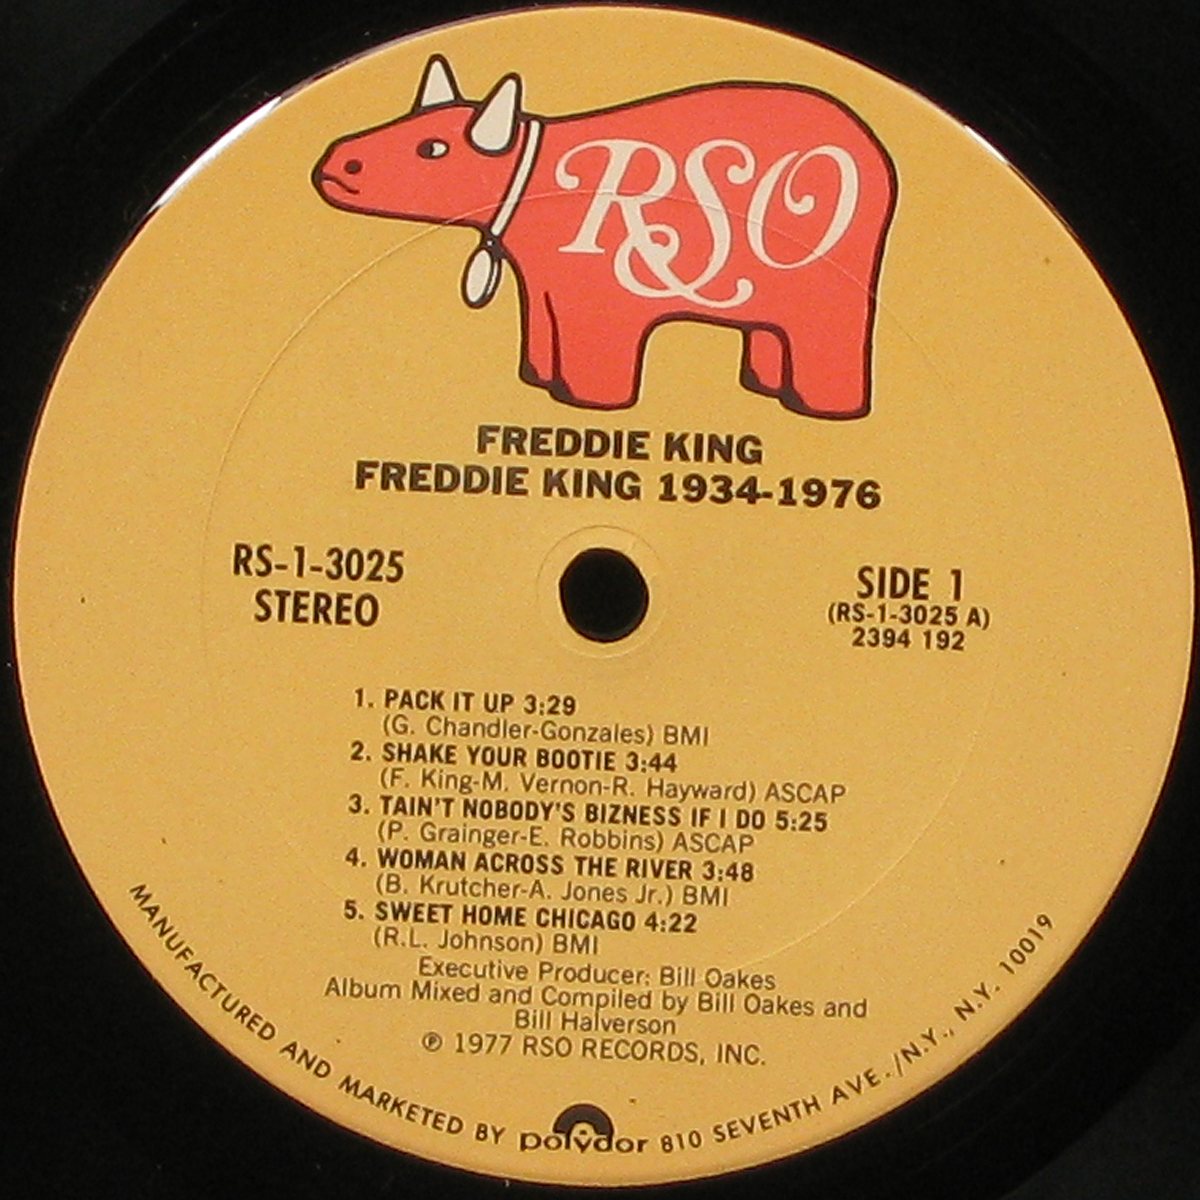 RSO
FREDDIE KING
FREDDIE KING 1934-1976
RS-1-3025
STEREO
SIDE 1
(RS-1-3025 A)
2394 192
1. PACK IT UP 3:29
(G. Chandler-Gonzales) BMI
2. SHAKE YOUR BOOTIE 3:44
(F. King-M. Vernon-R. Hayward) ASCAP
3. TAIN'T NOBODY'S BIZNESS IF I DO 5:25
(P. Grainger-E. Robbins) ASCAP
4. WOMAN ACROSS THE RIVER 3:48
(B. Krutcher-A. Jones Jr.) BMI
5. SWEET HOME CHICAGO 4:22
(R.L. Johnson) BMI
Executive Producer: Bill Oakes
Album Mixed and Compiled by Bill Oakes and
Bill Halverson
℗ 1977 RSO RECORDS, INC.
MANUFACTURED AND MARKETED BY polydor 810 SEVENTH AVE./N.Y., N.Y. 10019